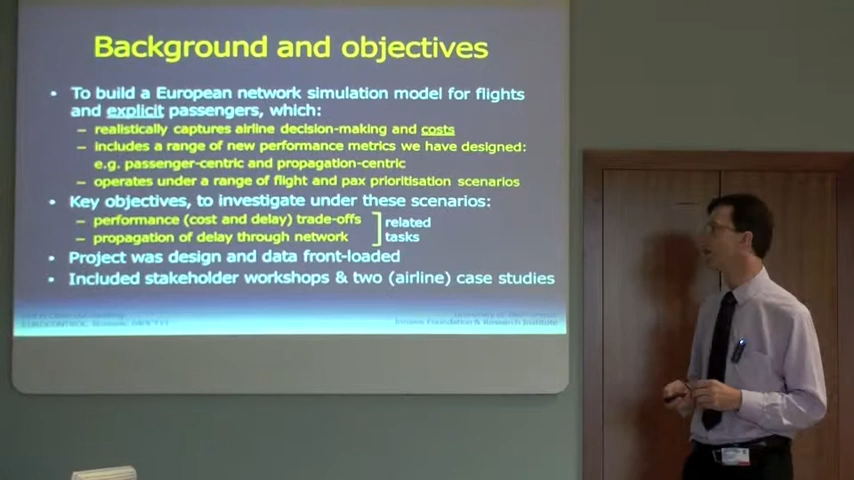 Background and objectives
• To build a European network simulation model for flights
and explicit passengers, which:
– realistically captures airline decision-making and costs
– includes a range of new performance metrics we have designed:
e.g. passenger-centric and propagation-centric
– operates under a range of flight and pax prioritisation scenarios
• Key objectives, to investigate under these scenarios:
– performance (cost and delay) trade-offs
– propagation of delay through network
related
tasks
• Project was design and data front-loaded
• Included stakeholder workshops & two (airline) case studies
University of Westminster
EUROCONTROL
Innaxis Foundation & Research Institute